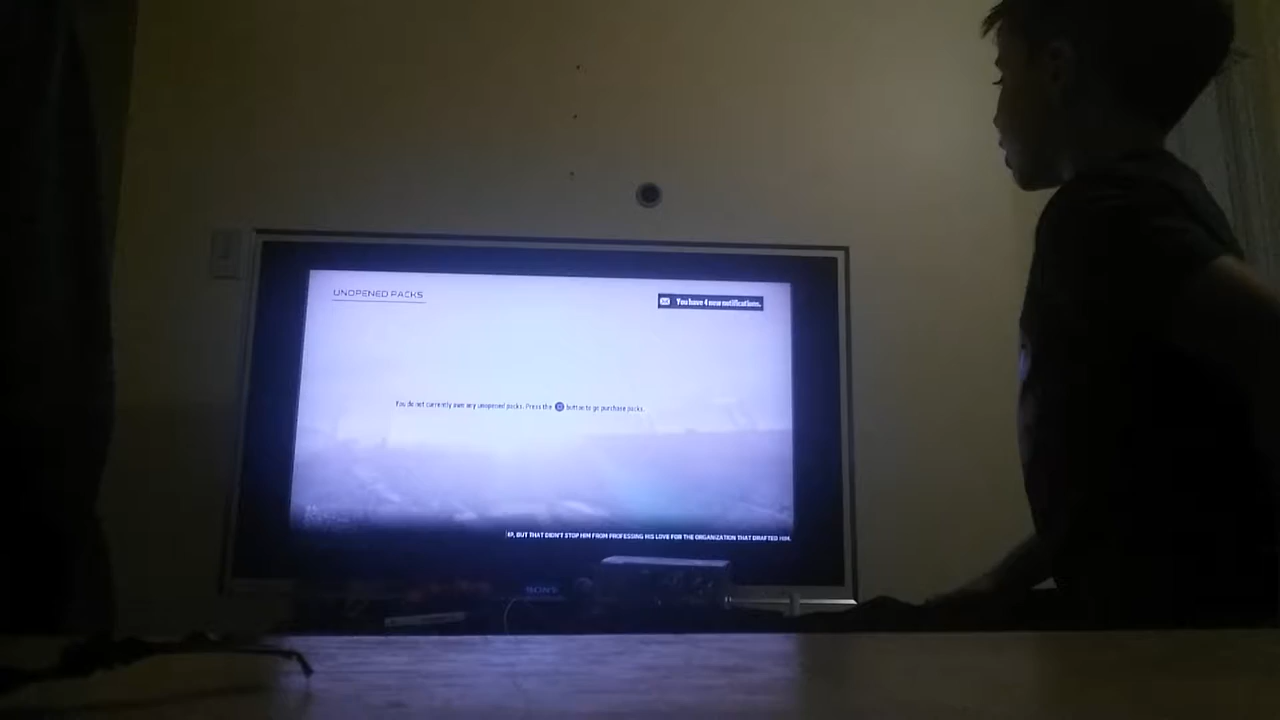 UNOPENED PACKS
You have 4 new notifications.
You do not currently own any unopened packs. Press the button to go purchase packs.
EP, BUT THAT DIDN'T STOP HIM FROM PROFESSING HIS LOVE FOR THE ORGANIZATION THAT DRAFTED HIM.
SONY